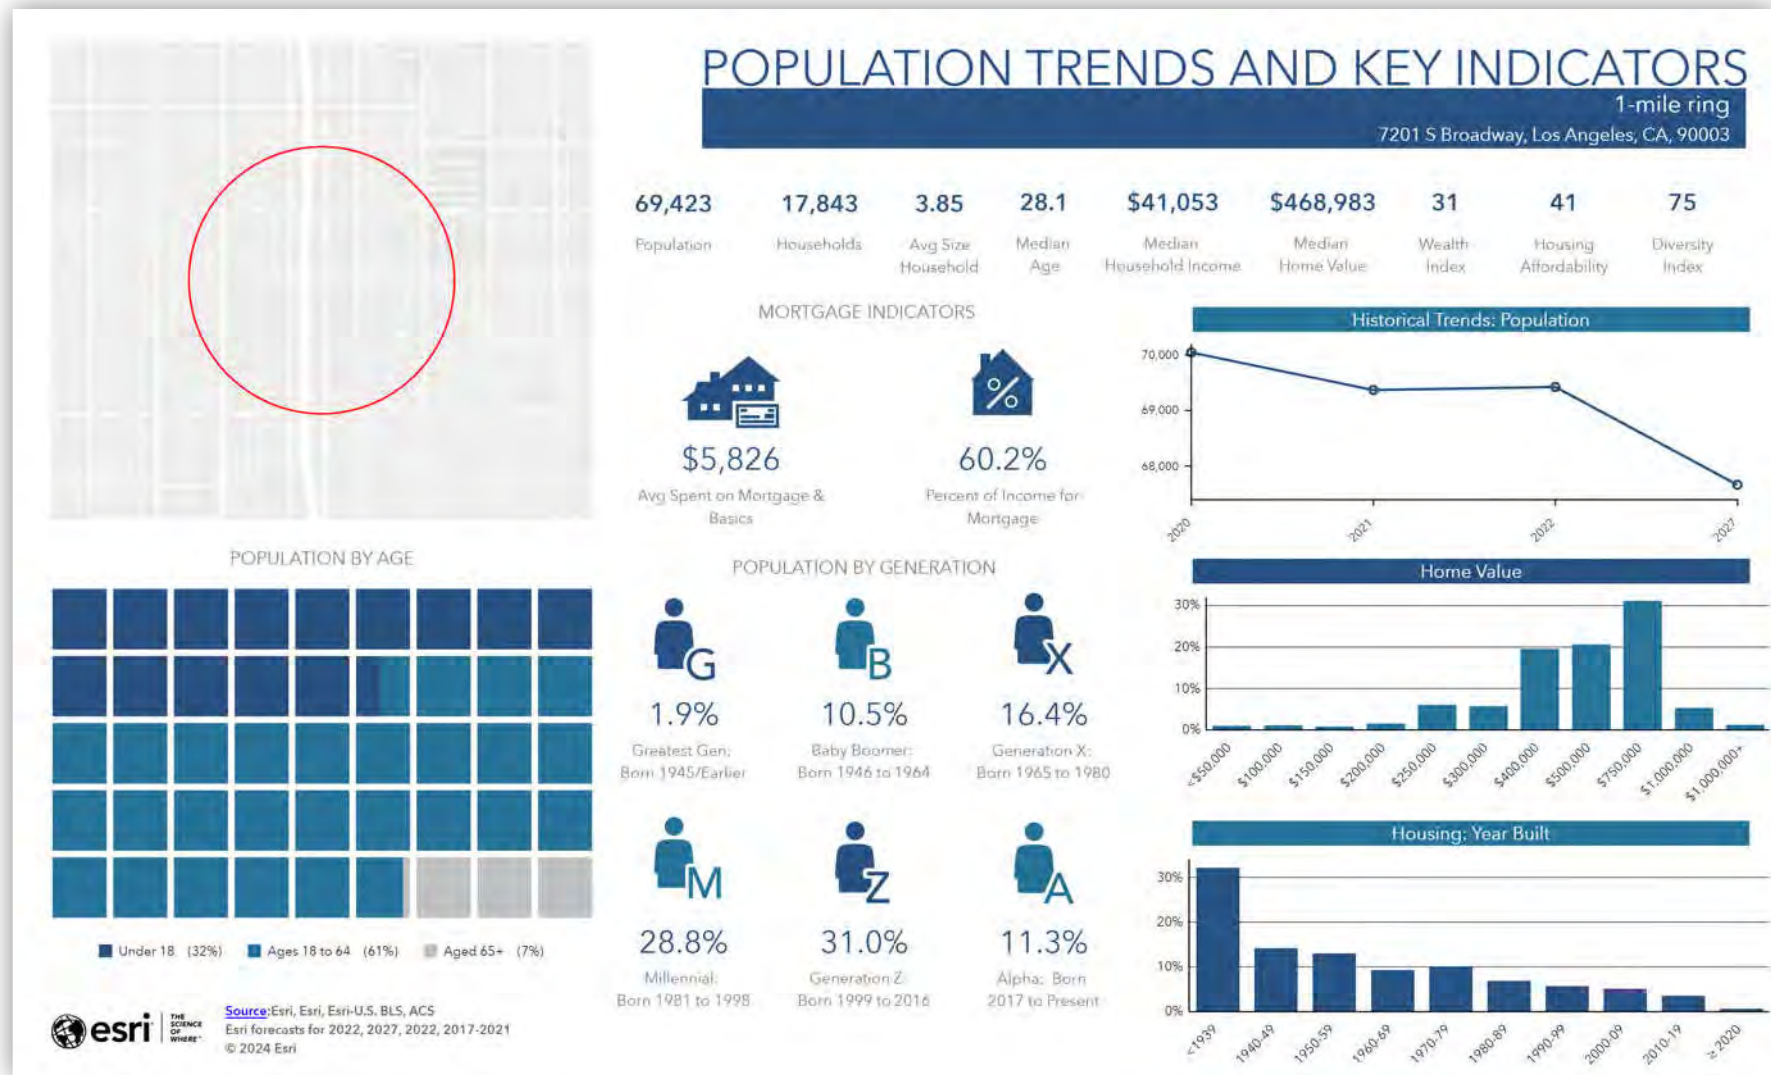 POPULATION TRENDS AND KEY INDICATORS
1-mile ring
7201 S Broadway, Los Angeles, CA, 90003
69,423
Population
17,843
Households
3.85
Avg Size
Household
28.1
Median
Age
$41,053
Median
Household Income
$468,983
Median
Home Value
31
Wealth
Index
41
Housing
Affordability
75
Diversity
Index
MORTGAGE INDICATORS
$5,826
Avg Spent on Mortgage &
Basics
%
60.2%
Percent of Income for
Mortgage
Historical Trends: Population
70,000
69,000
68,000
2020
2021
2022
2027
POPULATION BY AGE
Under 18 (32%)
Ages 18 to 64 (61%)
Aged 65+ (7%)
POPULATION BY GENERATION
G
1.9%
Greatest Gen:
Born 1945/Earlier
B
10.5%
Baby Boomer:
Born 1946 to 1964
X
16.4%
Generation X:
Born 1965 to 1980
M
28.8%
Millennial:
Born 1981 to 1998
Z
31.0%
Generation Z:
Born 1999 to 2016
A
11.3%
Alpha: Born
2017 to Present
Home Value
30%
20%
10%
0%
<$50,000
$100,000
$150,000
$200,000
$250,000
$300,000
$400,000
$500,000
$750,000
$1,000,000
$1,000,000+
Housing: Year Built
30%
20%
10%
0%
<1939
1940-49
1950-59
1960-69
1970-79
1980-89
1990-99
2000-09
2010-19
≥ 2020
esri
THE
SCIENCE
OF
WHERE
Source:Esri, Esri, Esri-U.S. BLS, ACS
Esri forecasts for 2022, 2027, 2022, 2017-2021
© 2024 Esri